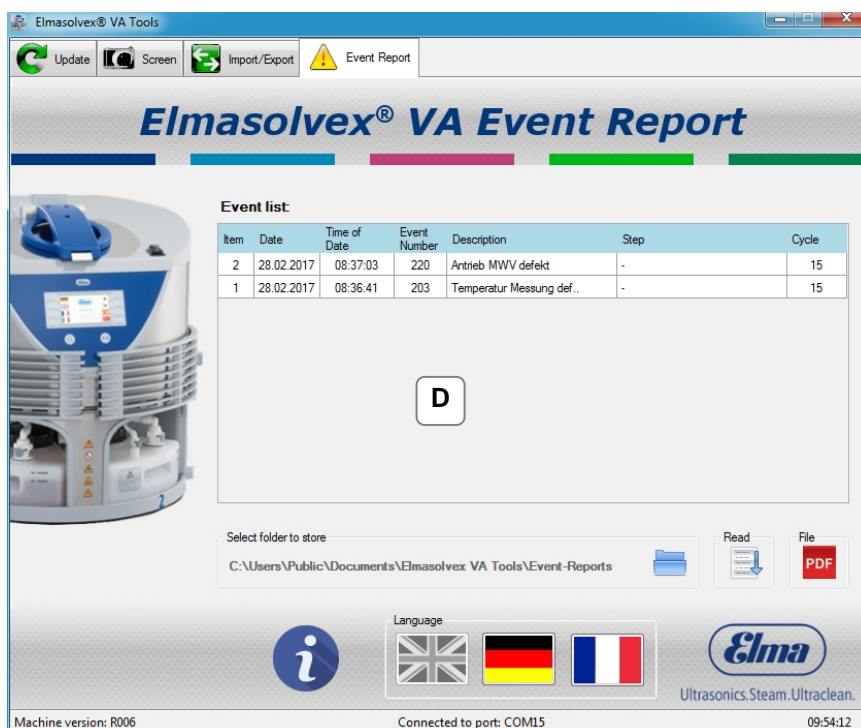 Elmasolvex® VA Tools
Update Screen Import/Export Event Report
Elmasolvex® VA Event Report
Event list:
Item Date Time of Date Event Number Description Step Cycle
2 28.02.2017 08:37:03 220 Antrieb MWV defekt - 15
1 28.02.2017 08:36:41 203 Temperatur Messung def.. - 15
D
2
Select folder to store Read File
C:\Users\Public\Documents\Elmasolvex VA Tools\Event-Reports PDF
Language
i
Elma
Ultrasonics.Steam.Ultraclean.
Machine version: R006 Connected to port: COM15 09:54:12